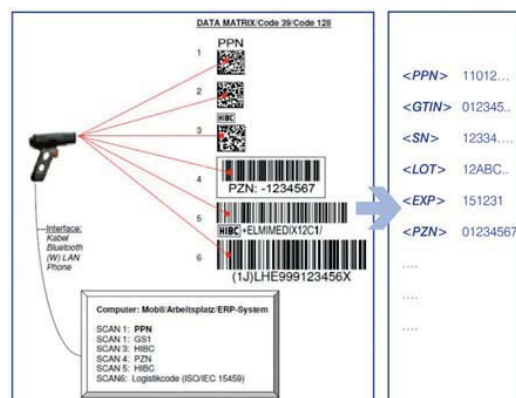 DATA MATRIX/Code 39/Code 128
PPN
1
2
HIBC
3
4
PZN: -1234567
5
HIBC +ELMIMEDIX12C1/
6
(1J)LHE999123456X
Interface:
Kabel
Bluetooth
(W) LAN
Phone
Computer: Mobil/Arbeitsplatz/ERP-System
SCAN 1: PPN
SCAN 1: GS1
SCAN 3: HIBC
SCAN 4: PZN
SCAN 5: HIBC
SCAN6: Logistikcode (ISO/IEC 15459)
<PPN> 11012...
<GTIN> 012345..
<SN> 12334....
<LOT> 12ABC..
<EXP> 151231
<PZN> 01234567
....
....
....